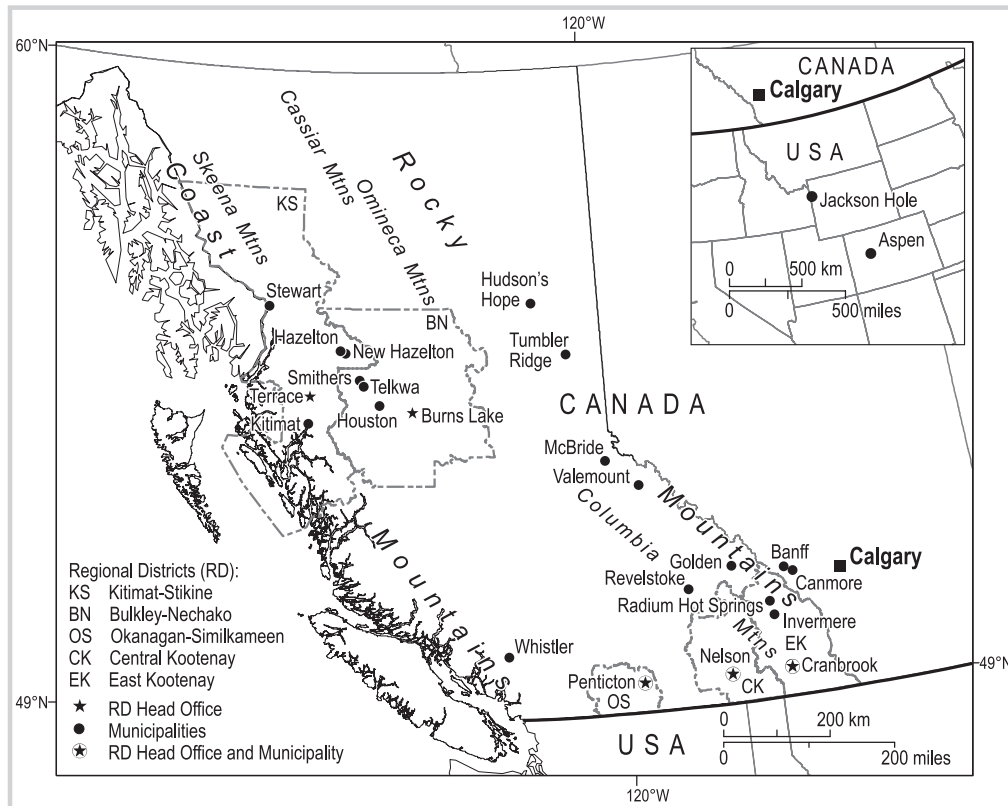 120°W
60°N
CANADA
Calgary
USA
Jackson Hole
Aspen
0 500 km
0 500 miles
Coast
Skeena Mtns
Cassiar Mtns
Omineca Mtns
Rocky
KS
BN
Stewart
Hudson's
Hope
Tumbler
Ridge
Hazelton
New Hazelton
Smithers
Telkwa
Terrace
Houston
Burns Lake
Kitimat
CANADA
McBride
Valemount
Columbia
Mountains
Mountains
Golden
Banff
Calgary
Canmore
Revelstoke
Radium Hot Springs
Invermere
Mtns
EK
Whistler
Nelson
Cranbrook
CK
Penticton
OS
49°N
Regional Districts (RD):
KS Kitimat-Stikine
BN Bulkley-Nechako
OS Okanagan-Similkameen
CK Central Kootenay
EK East Kootenay
RD Head Office
Municipalities
RD Head Office and Municipality
49°N
USA
0 200 km
0 200 miles
120°W